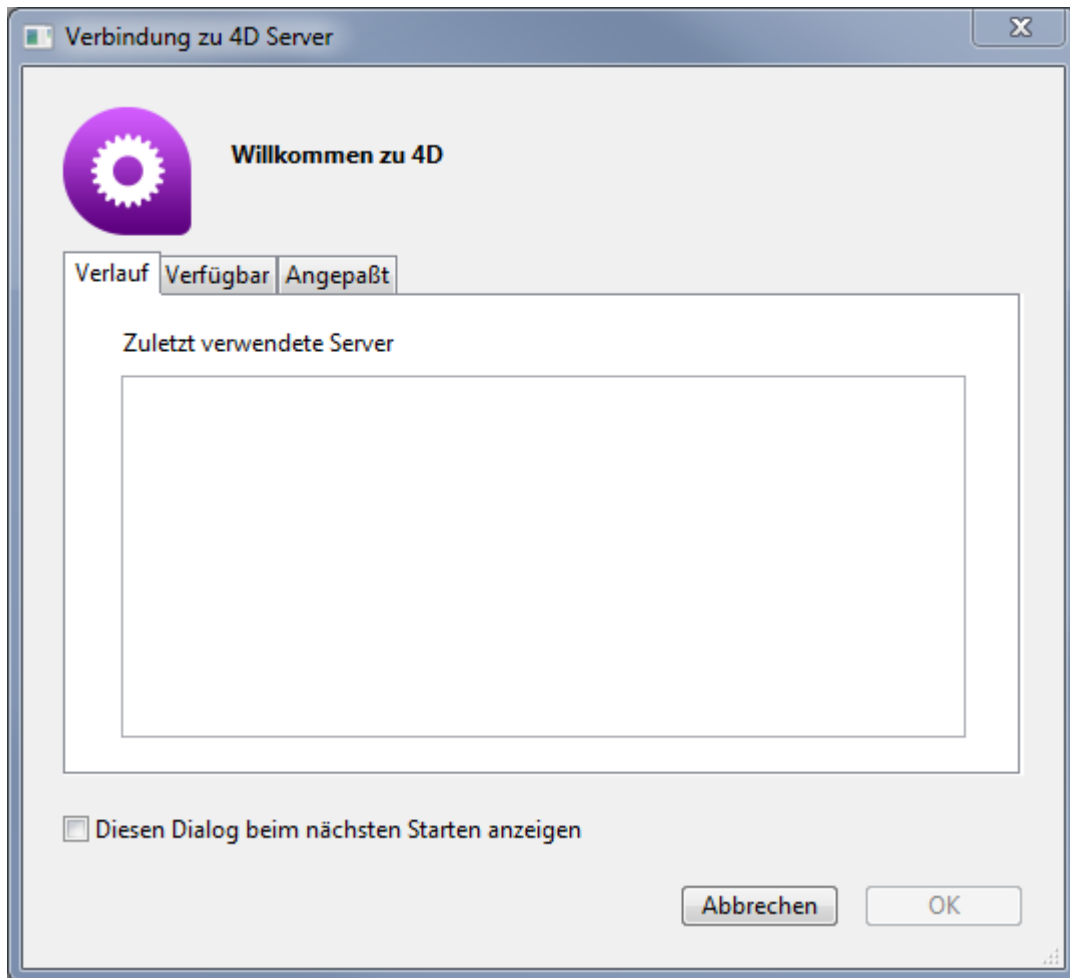 Verbindung zu 4D Server
Willkommen zu 4D
Verlauf Verfügbar Angepaßt
Zuletzt verwendete Server
Diesen Dialog beim nächsten Starten anzeigen
Abbrechen OK